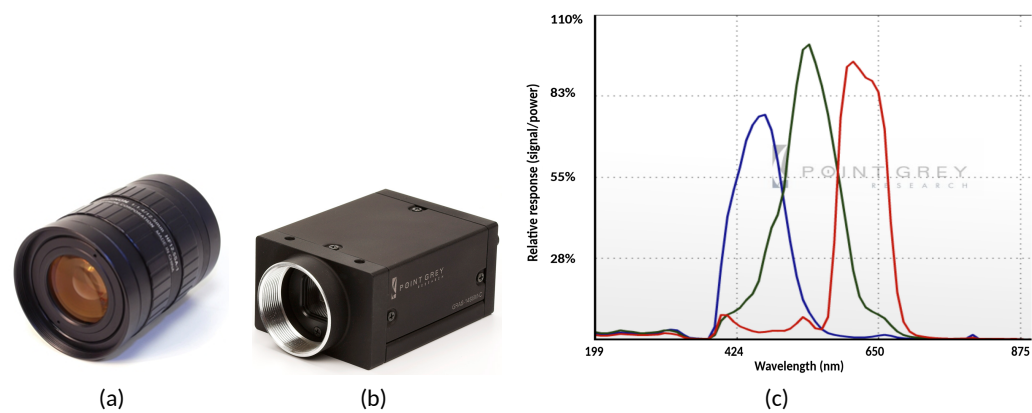 110%
83%
55%
28%
Relative response (signal/power)
POINT GREY
RESEARCH
199
424
650
875
Wavelength (nm)
POINT GREY
RESEARCH
(a)
(b)
(c)